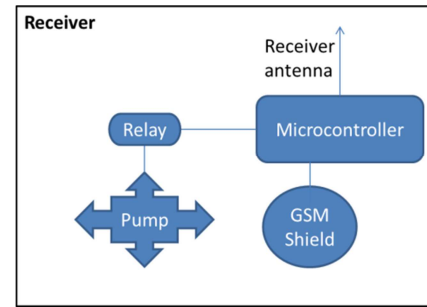 Receiver
Receiver
antenna
Relay
Microcontroller
Pump
GSM
Shield